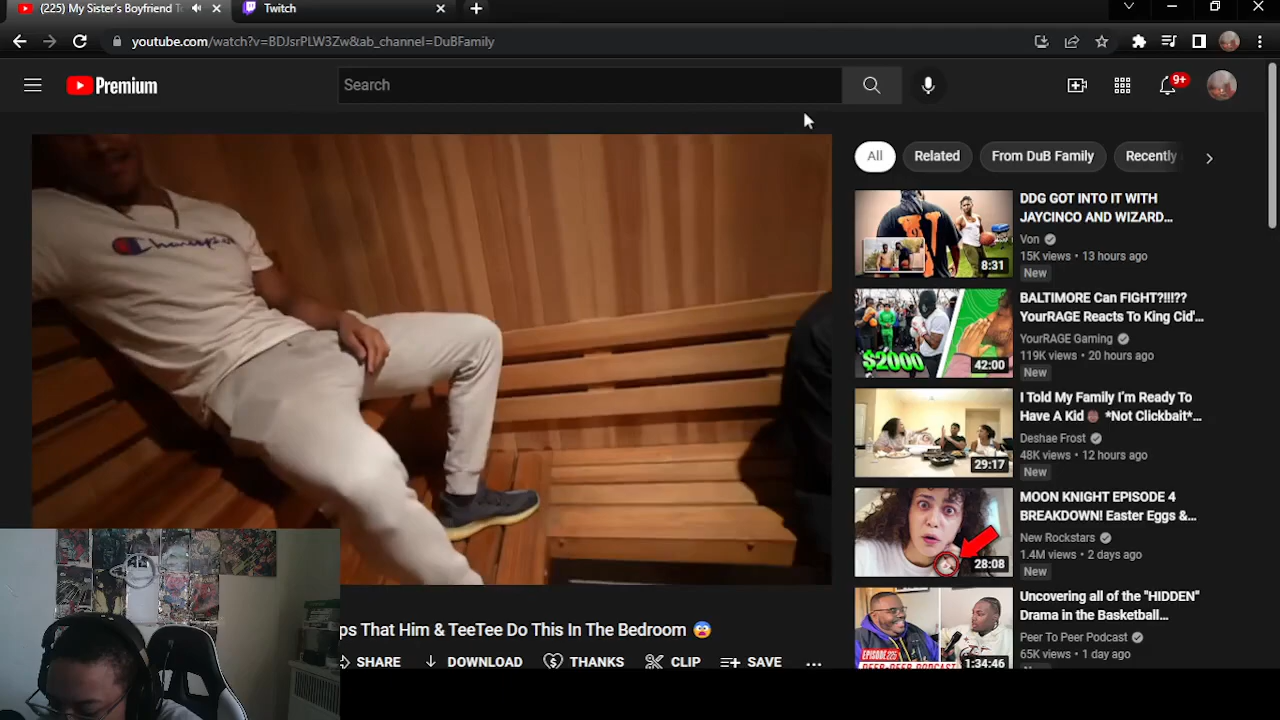 (225) My Sister's Boyfriend T
Twitch
youtube.com/watch?v=BDJsrPLW3Zw&ab_channel=DuBFamily
Premium
Search
9+
All
Related
From DuB Family
Recently
Champion
DDG GOT INTO IT WITH
JAYCINCO AND WIZARD...
Von
15K views • 13 hours ago
New
8:31
BALTIMORE Can FIGHT?!!!??
YourRAGE Reacts To King Cid'...
YourRAGE Gaming
119K views • 20 hours ago
New
$2000
42:00
I Told My Family I'm Ready To
Have A Kid *Not Clickbait*...
Deshae Frost
48K views • 12 hours ago
New
29:17
MOON KNIGHT EPISODE 4
BREAKDOWN! Easter Eggs &...
New Rockstars
1.4M views • 2 days ago
New
28:08
Uncovering all of the "HIDDEN"
Drama in the Basketball...
Peer To Peer Podcast
65K views • 1 day ago
EPISODE 225
PEER-PEER PODCAST
1:34:46
ps That Him & TeeTee Do This In The Bedroom 😨
SHARE
DOWNLOAD
THANKS
CLIP
SAVE